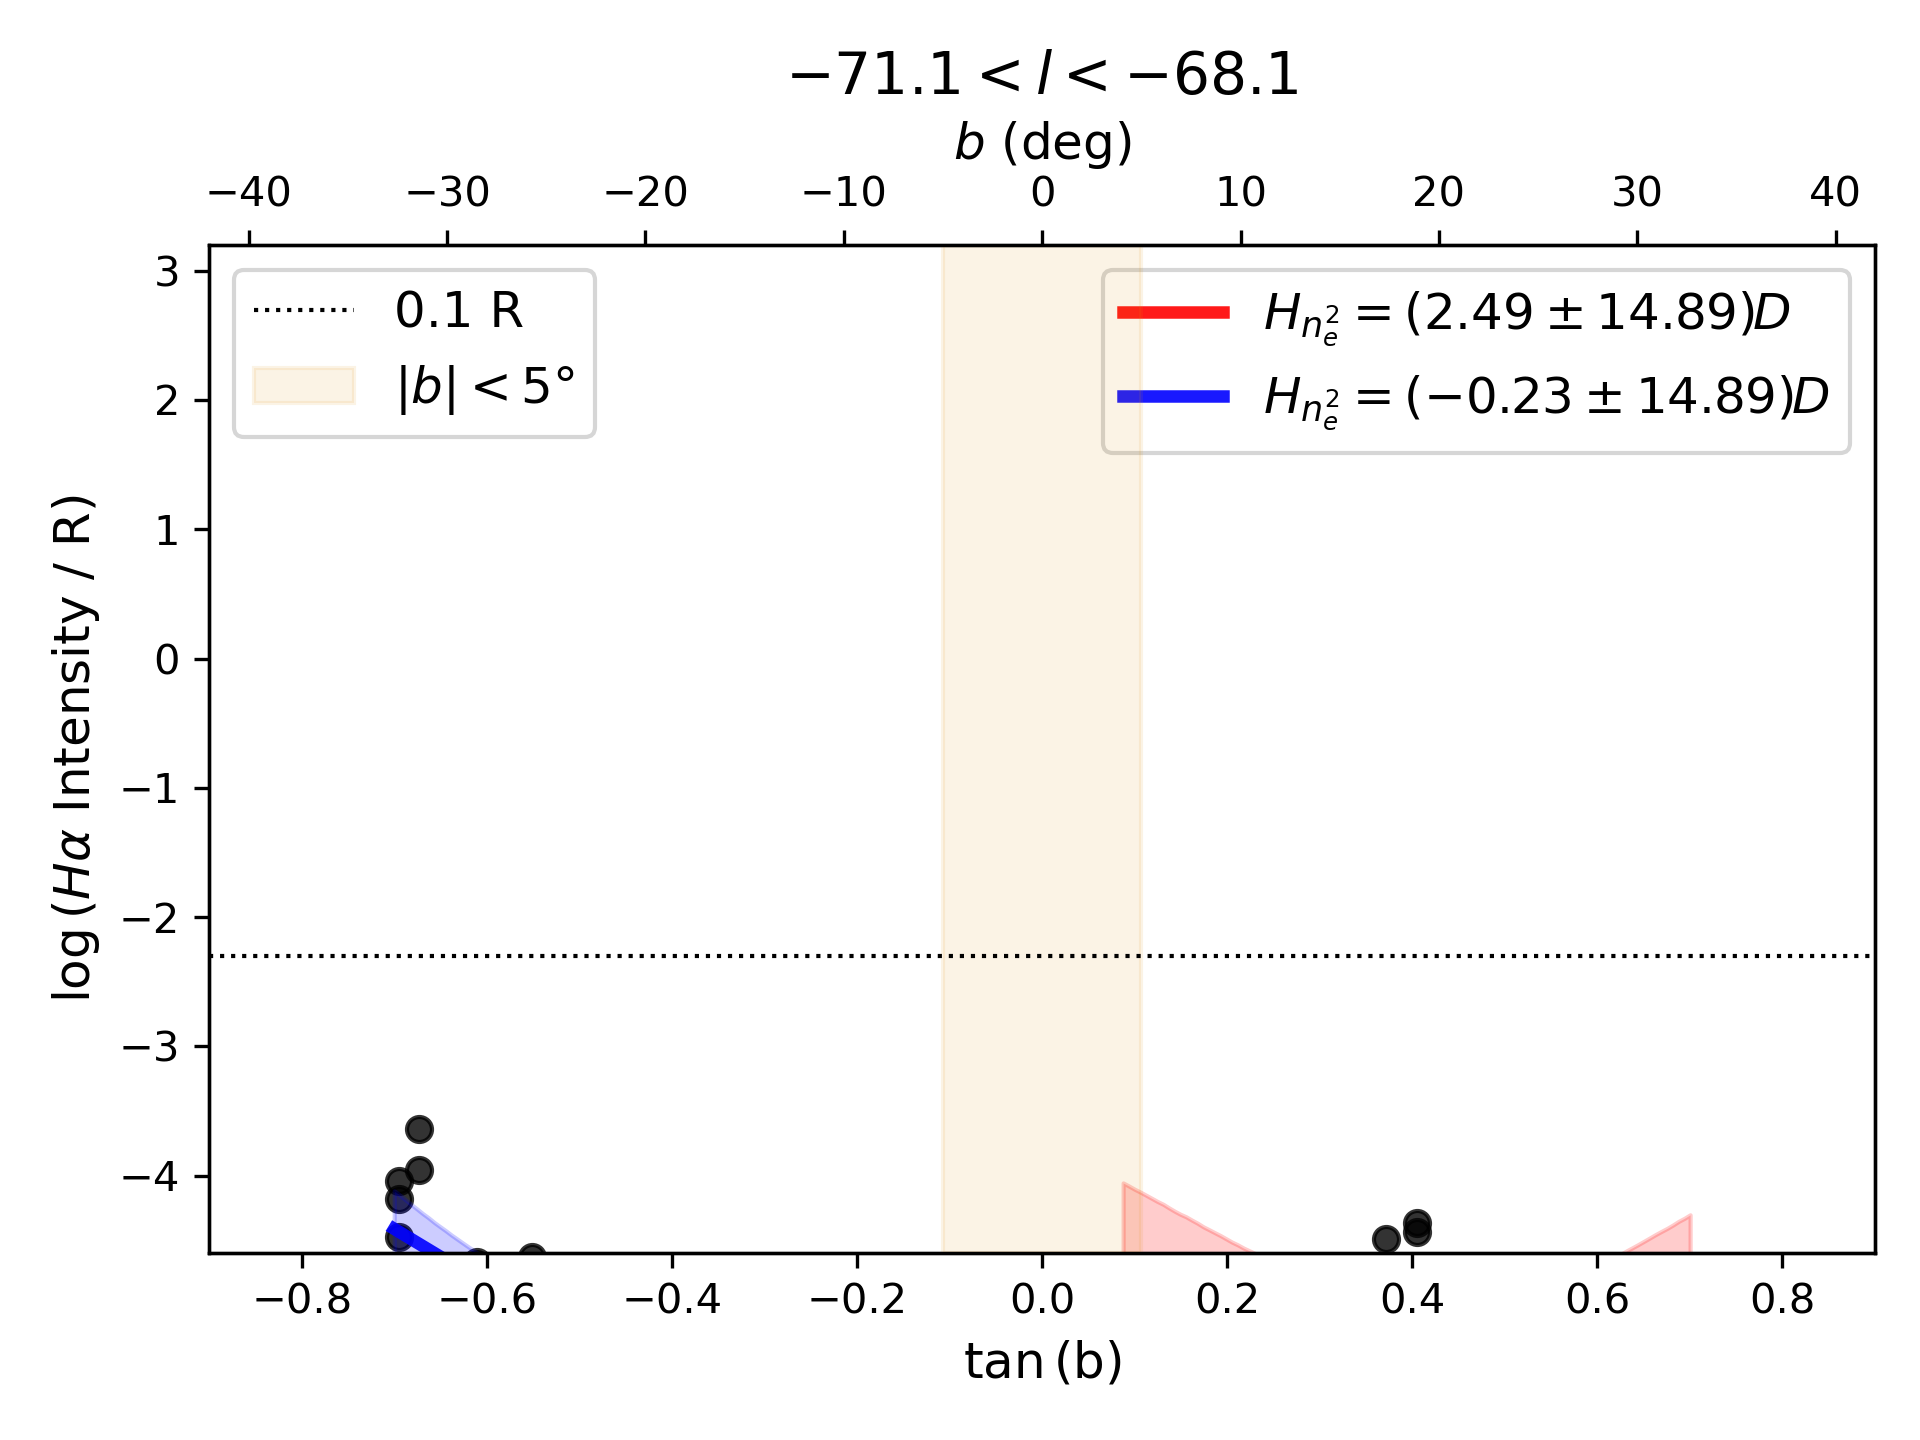 −71.1 < l < −68.1
b (deg)
−40 −30 −20 −10 0 10 20 30 40
3
2
1
0
−1
−2
−3
−4
log (Hα Intensity / R)
0.1 R
|b| < 5°
H_{n_e^2} = (2.49 ± 14.89)D
H_{n_e^2} = (−0.23 ± 14.89)D
−0.8 −0.6 −0.4 −0.2 0.0 0.2 0.4 0.6 0.8
tan (b)